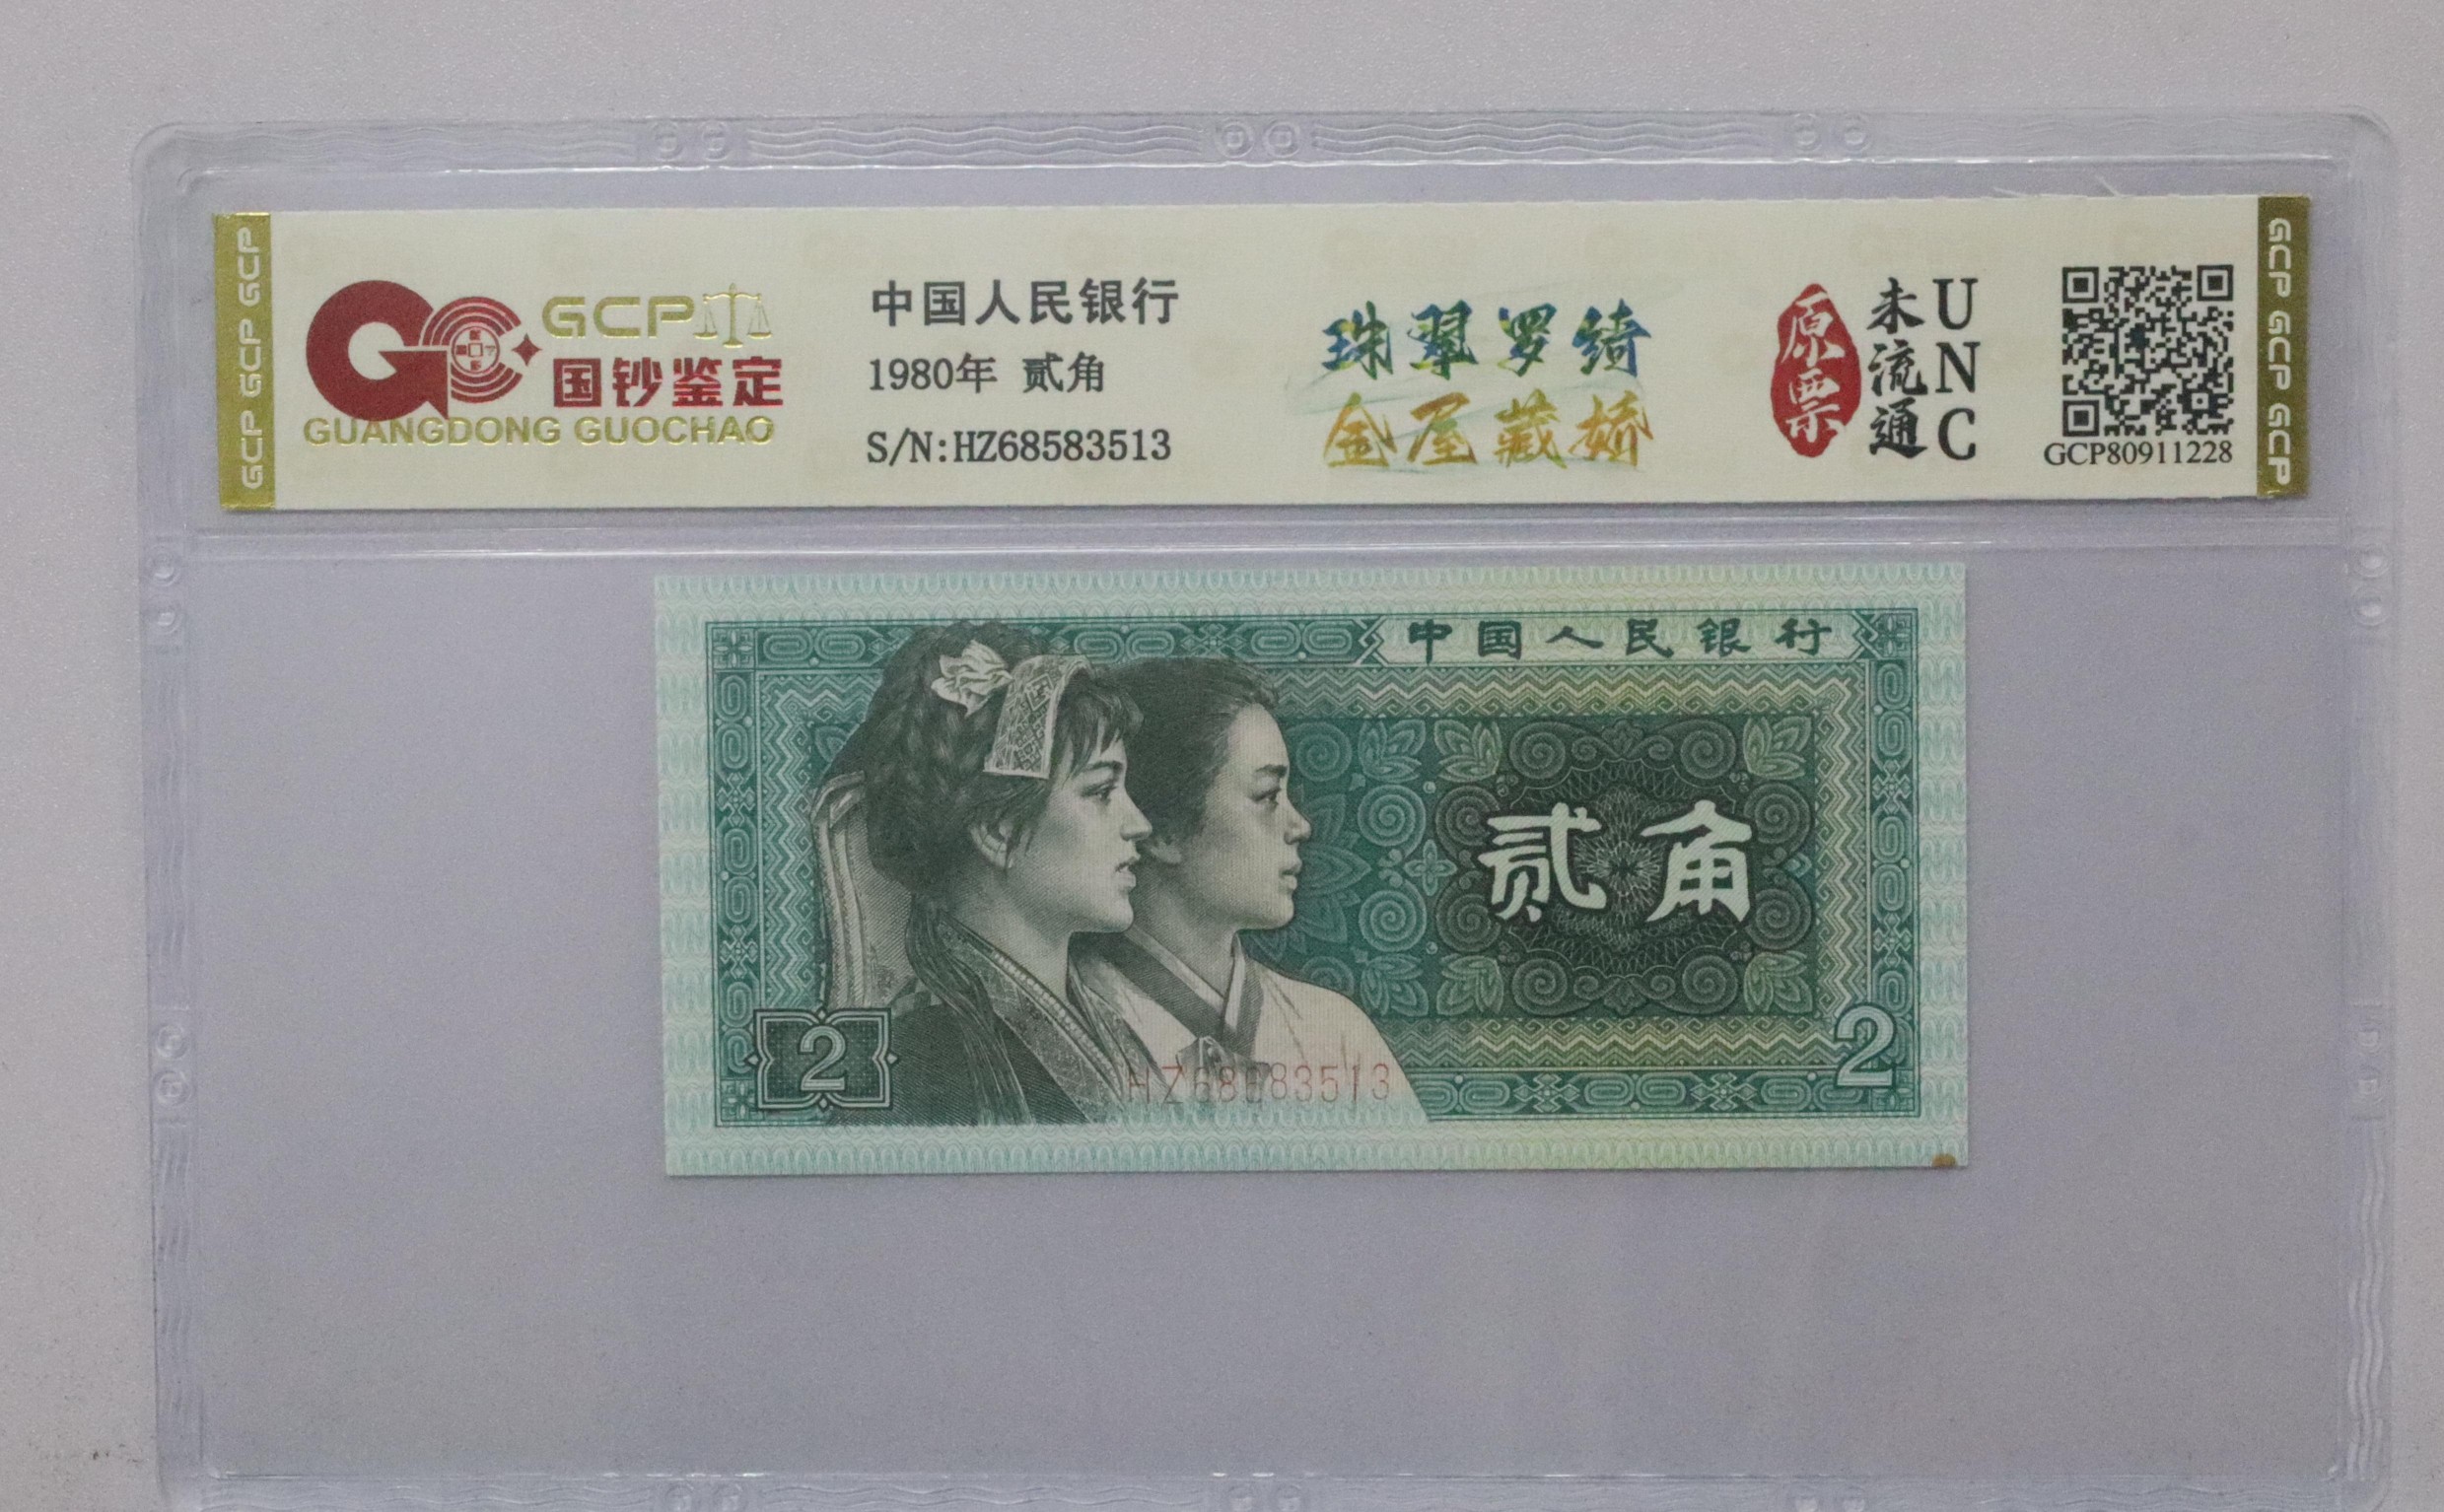 GCP GCP GCP
GCP
国钞鉴定
GUANGDONG GUOCHAO
中国人民银行
1980年 贰角
S/N:HZ68583513
珠翠罗绮
金屋藏娇
原票
未流通
UNC
GCP80911228
GCP GCP GCP
中国人民银行
贰角
2
2
HZ68583513